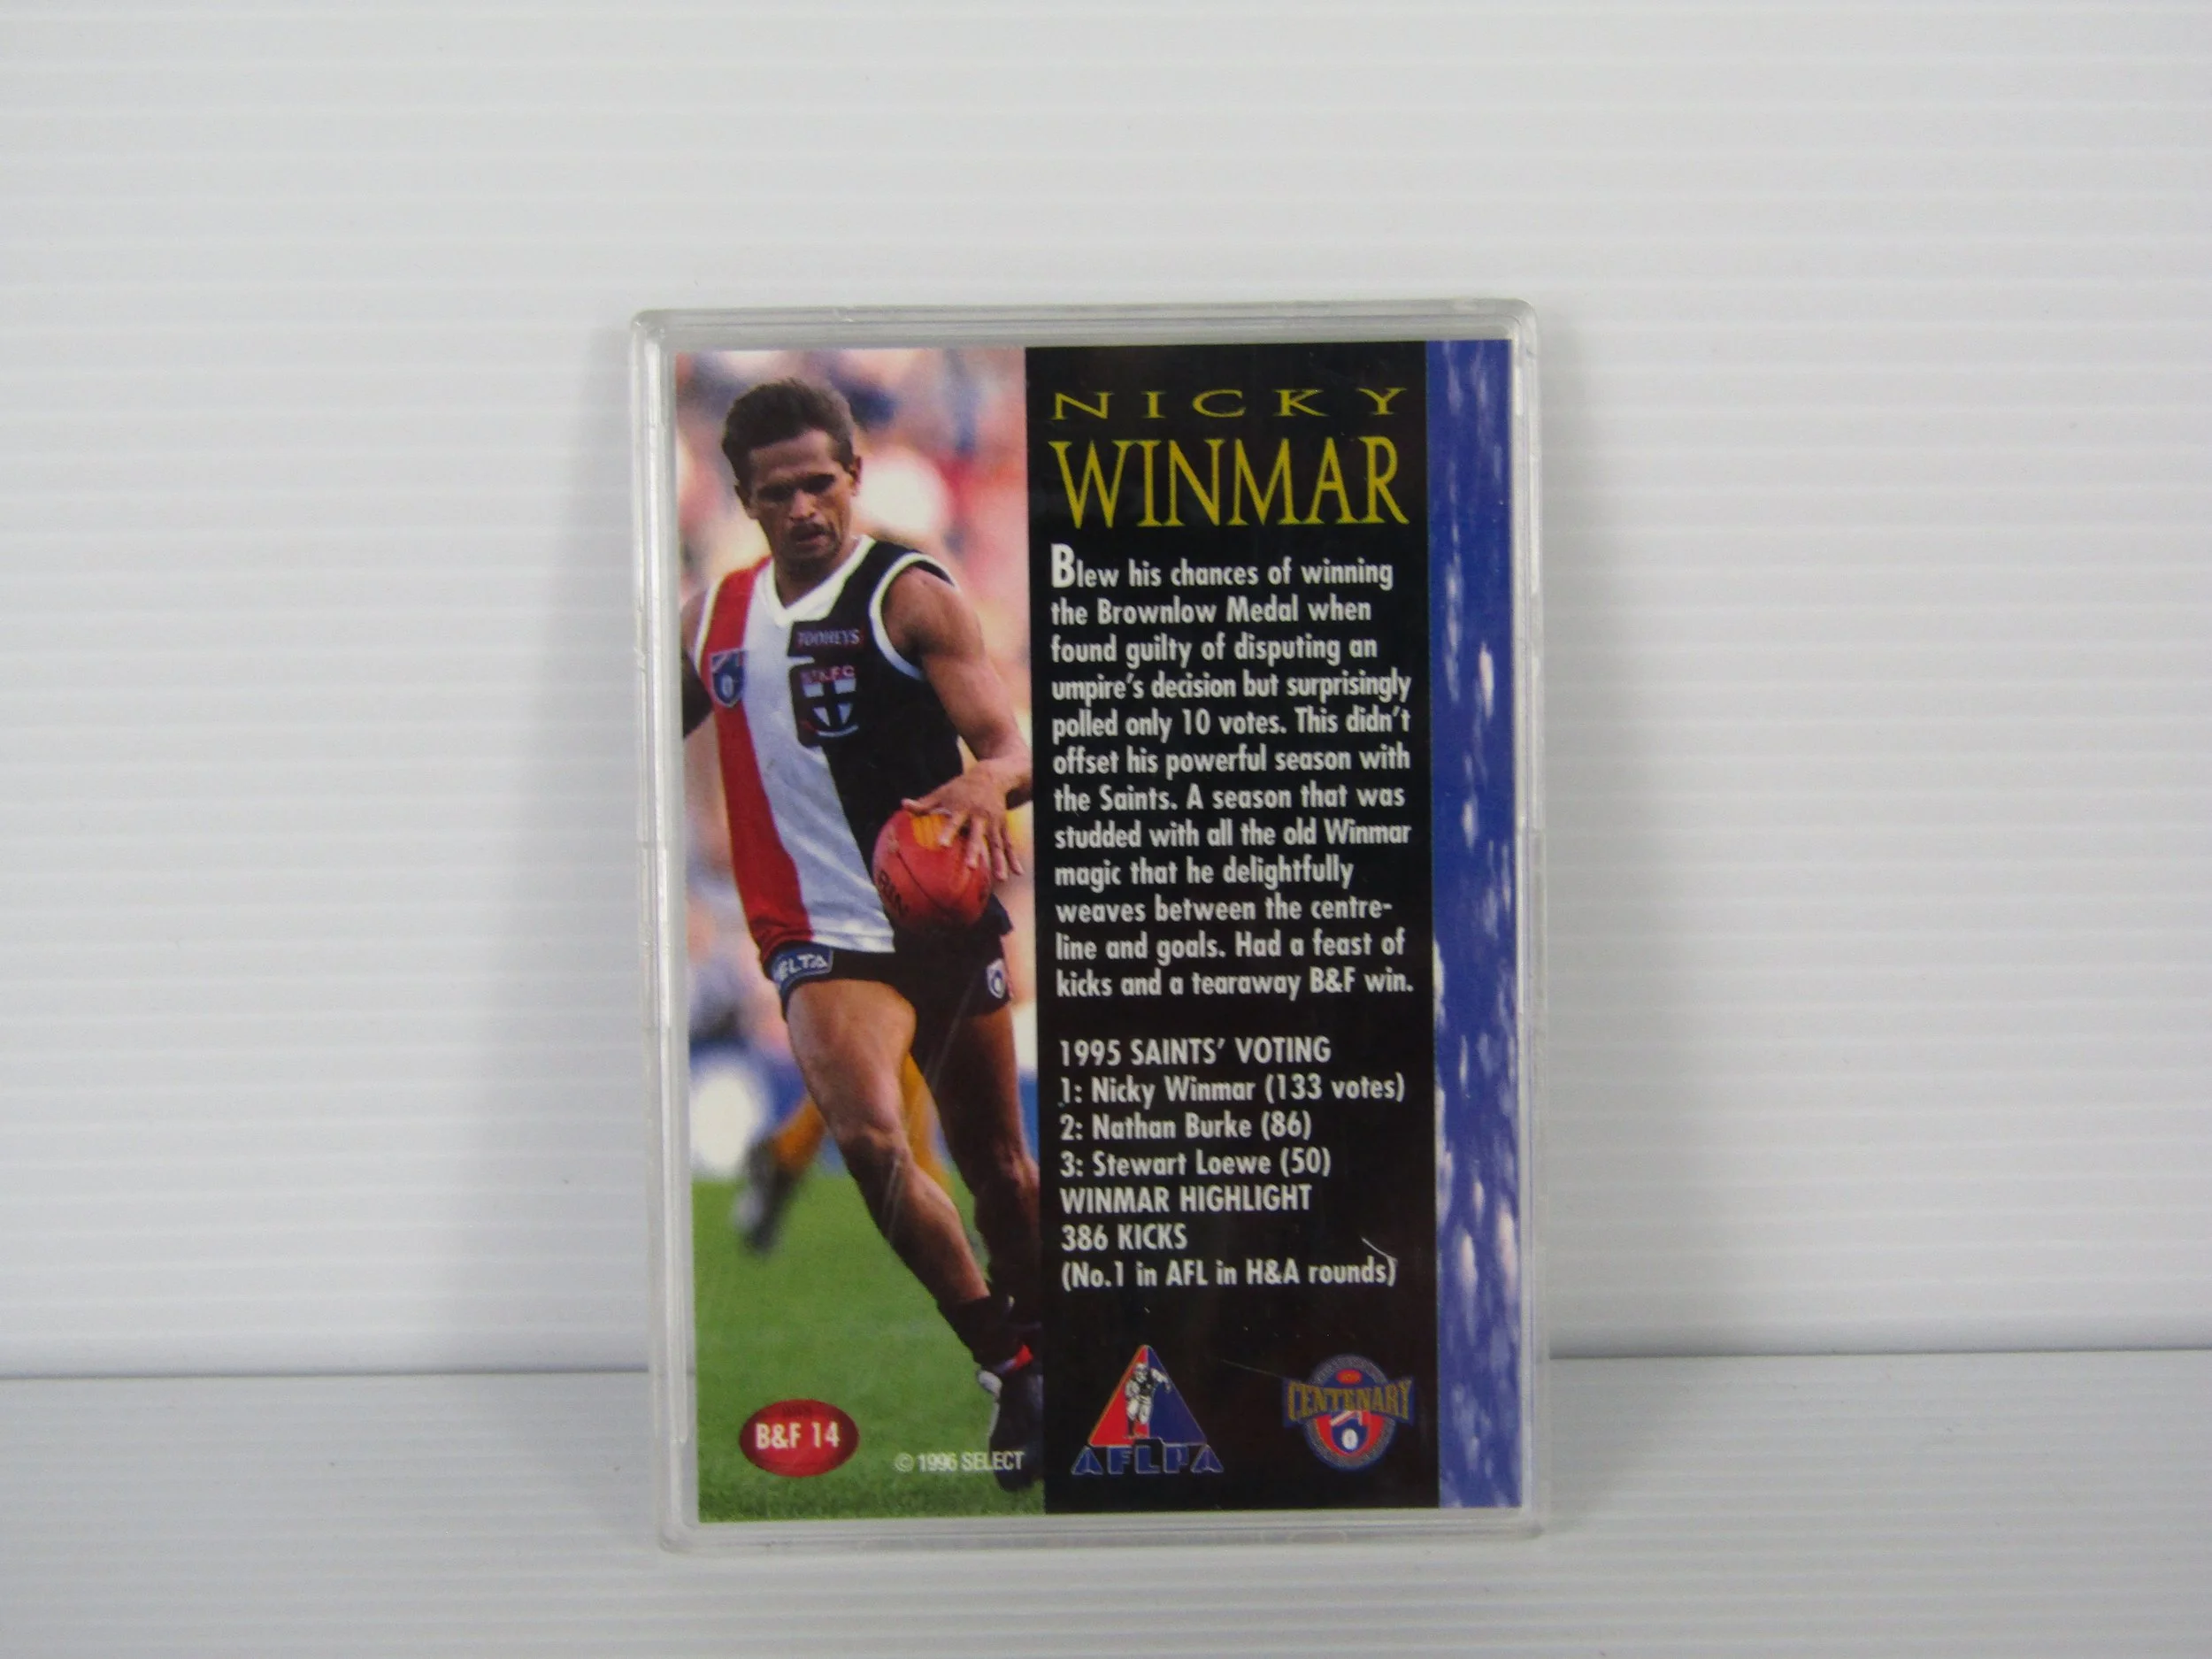 NICKY
WINMAR
Blew his chances of winning
the Brownlow Medal when
found guilty of disputing an
umpire's decision but surprisingly
polled only 10 votes. This didn't
offset his powerful season with
the Saints. A season that was
studded with all the old Winmar
magic that he delightfully
weaves between the centre-
line and goals. Had a feast of
kicks and a tearaway B&F win.
1995 SAINTS' VOTING
1: Nicky Winmar (133 votes)
2: Nathan Burke (86)
3: Stewart Loewe (50)
WINMAR HIGHLIGHT
386 KICKS
(No.1 in AFL in H&A rounds)
TOOHEYS
ST.K.F.C
B&F 14
© 1996 SELECT
AFLPA
CENTENARY